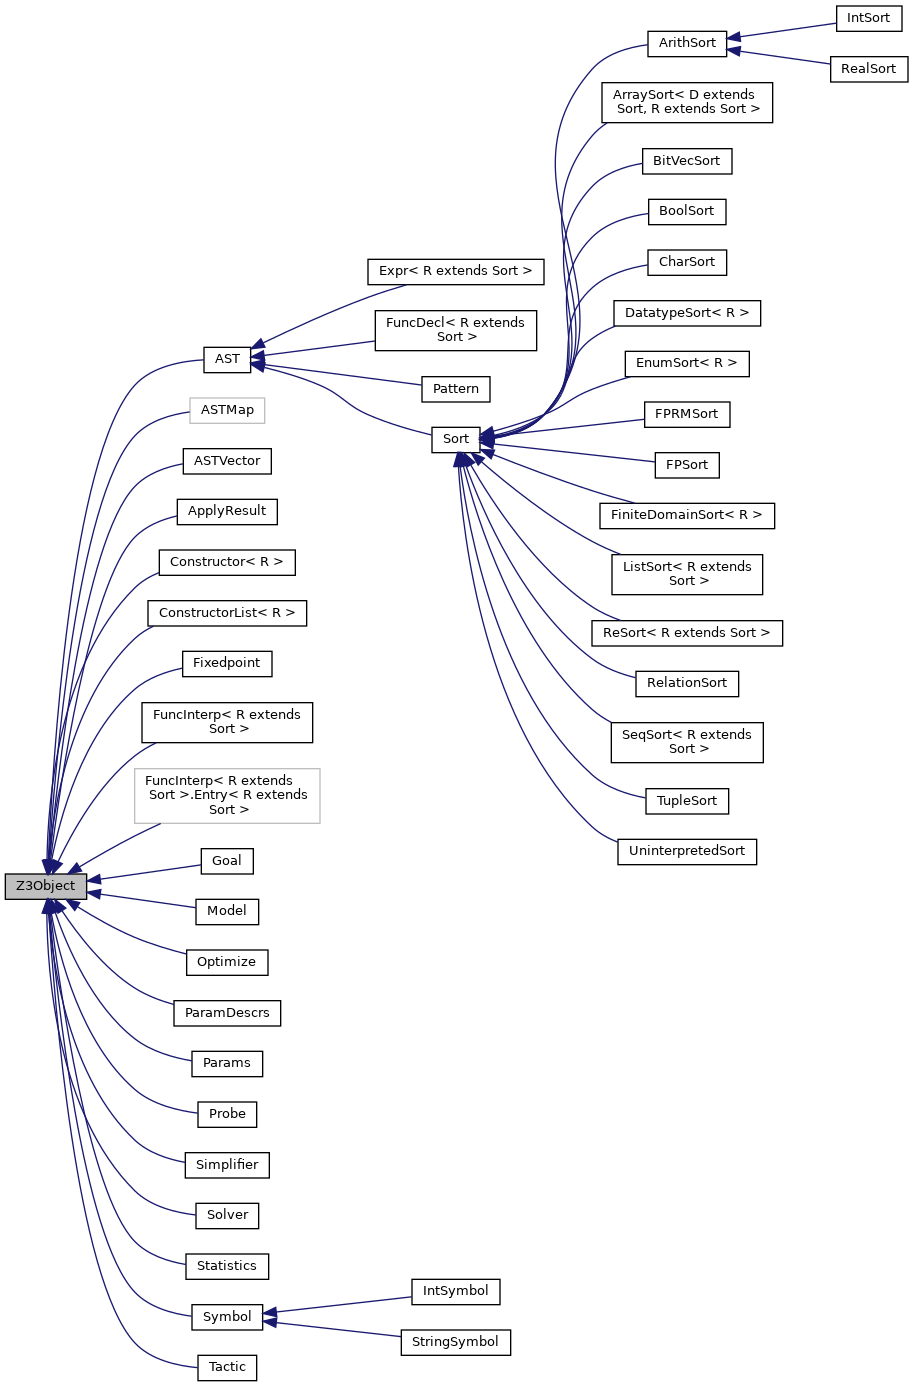 IntSort
ArithSort
RealSort
ArraySort< D extends
Sort, R extends Sort >
BitVecSort
BoolSort
CharSort
Expr< R extends Sort >
DatatypeSort< R >
FuncDecl< R extends
Sort >
AST
EnumSort< R >
Pattern
ASTMap
FPRMSort
Sort
ASTVector
FPSort
ApplyResult
FiniteDomainSort< R >
Constructor< R >
ListSort< R extends
Sort >
ConstructorList< R >
ReSort< R extends Sort >
Fixedpoint
RelationSort
FuncInterp< R extends
Sort >
SeqSort< R extends
Sort >
FuncInterp< R extends
Sort >.Entry< R extends
Sort >
TupleSort
UninterpretedSort
Goal
Z3Object
Model
Optimize
ParamDescrs
Params
Probe
Simplifier
Solver
Statistics
IntSymbol
Symbol
StringSymbol
Tactic